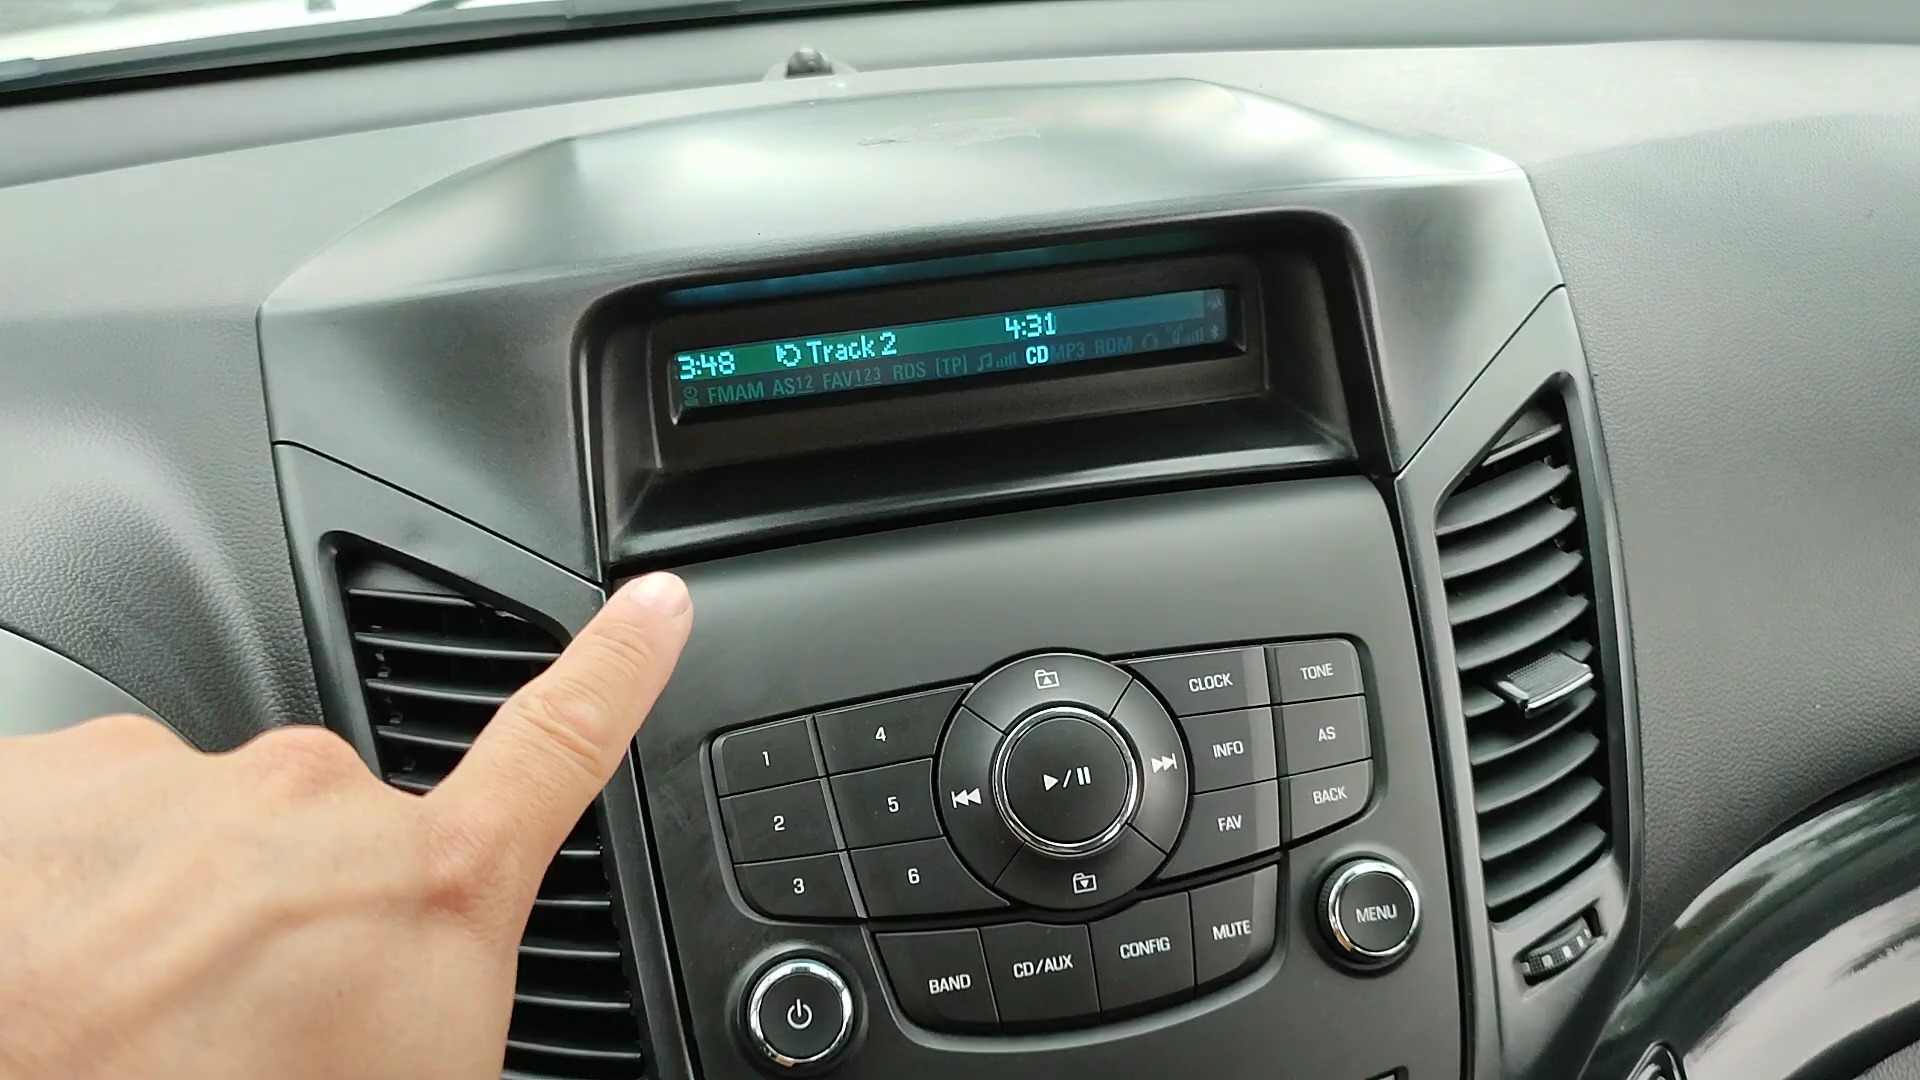 3:48 Track 2 4:31
FMAM AS12 FAV123 RDS [TP] CD MP3 RDM
1 4 CLOCK TONE
2 5 INFO AS
3 6 FAV BACK
BAND CD/AUX CONFIG MUTE MENU